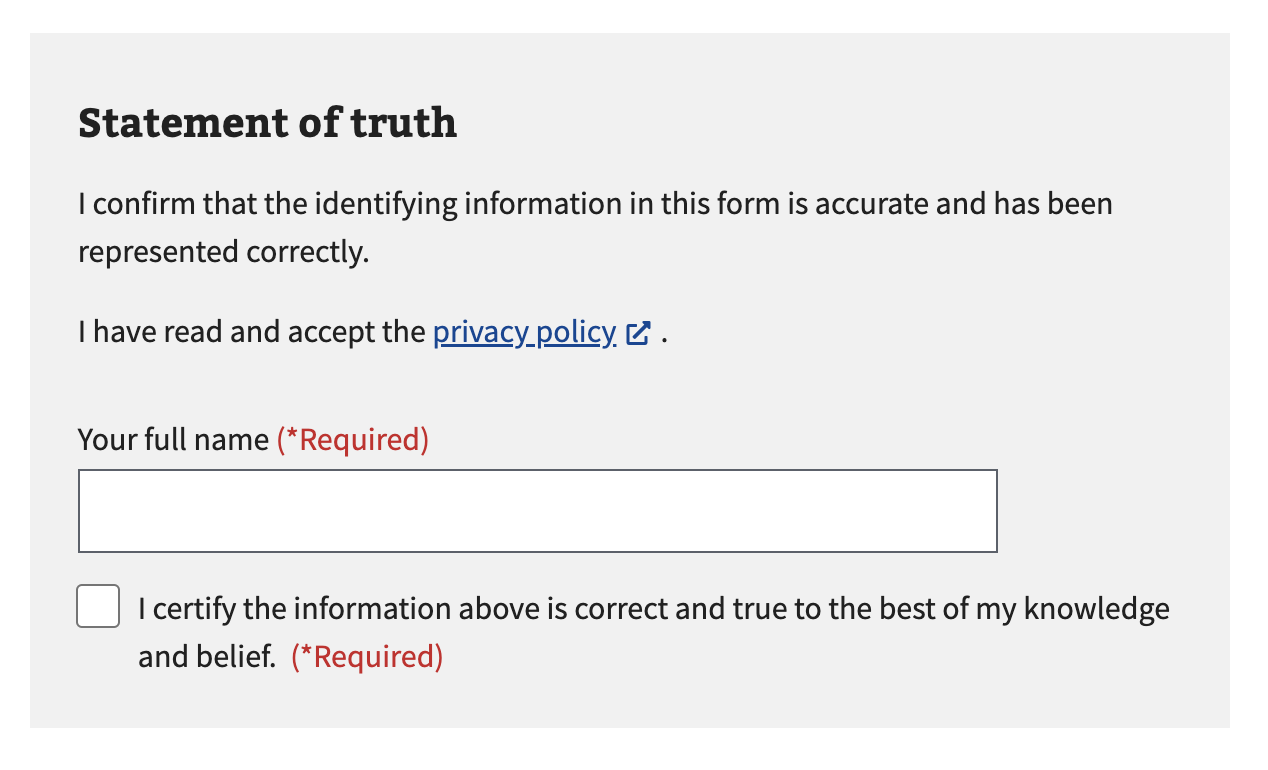 Statement of truth
I confirm that the identifying information in this form is accurate and has been
represented correctly.
I have read and accept the privacy policy .
Your full name (*Required)
I certify the information above is correct and true to the best of my knowledge
and belief. (*Required)